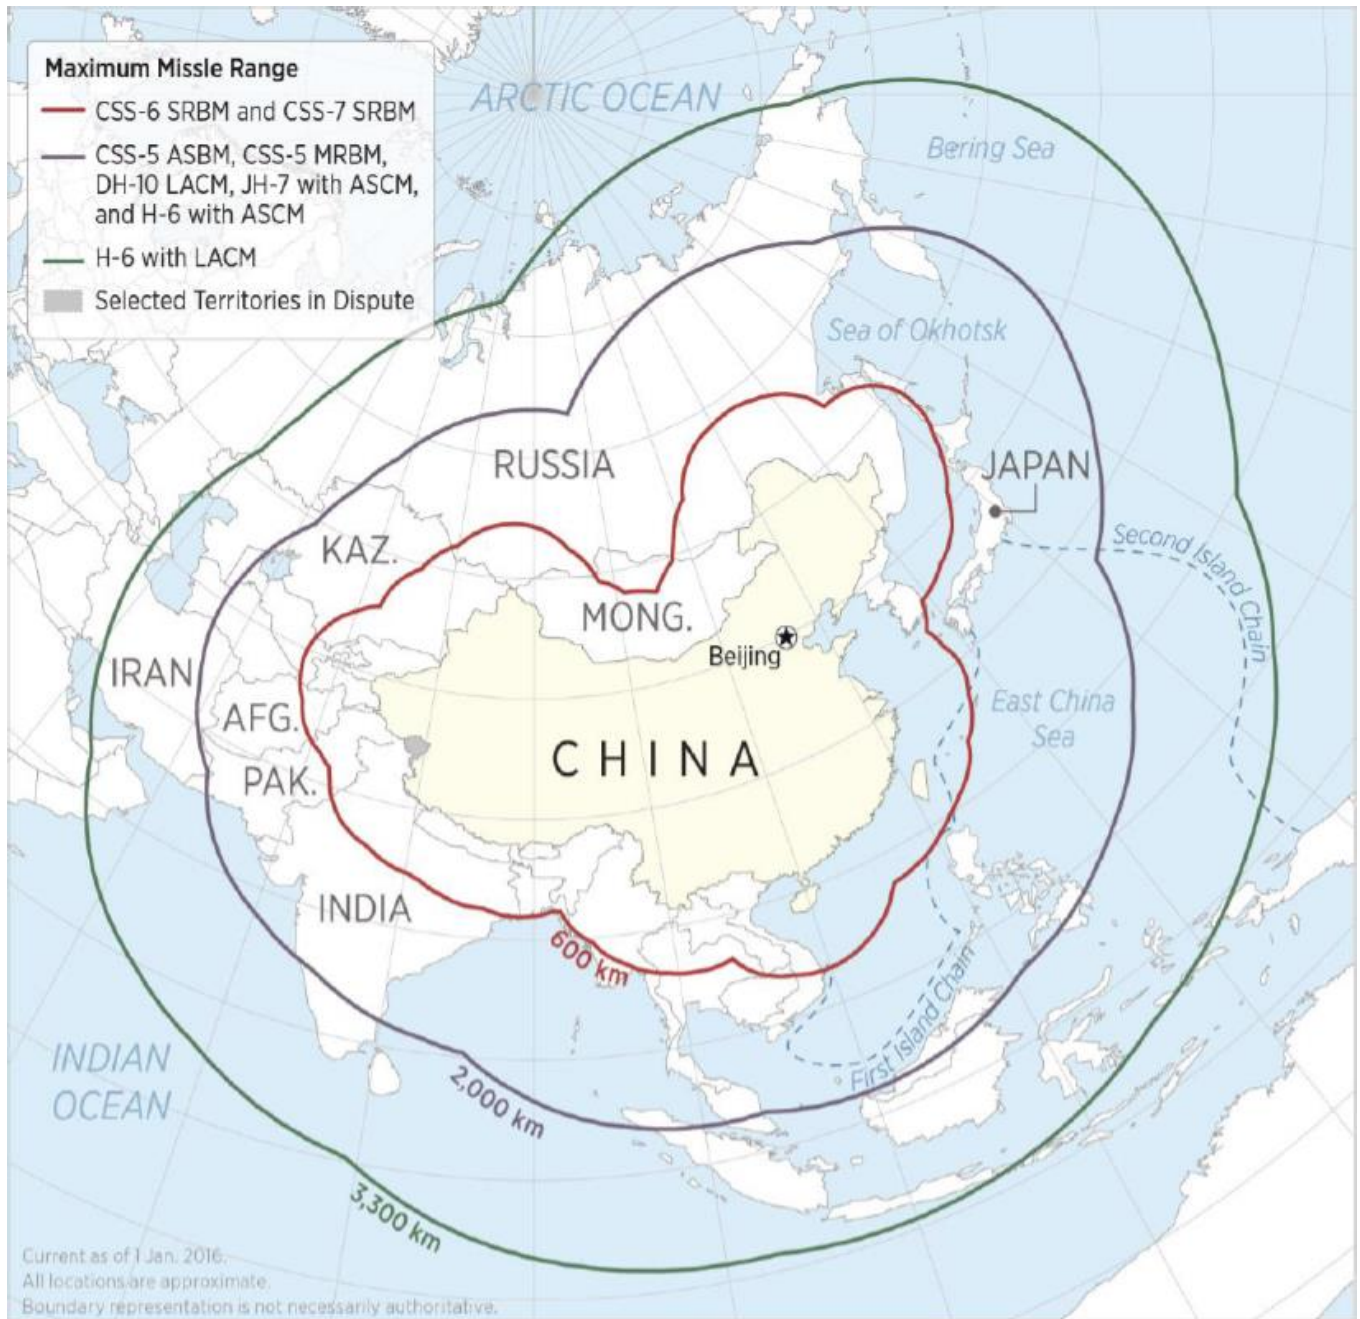 Maximum Missle Range
CSS-6 SRBM and CSS-7 SRBM
CSS-5 ASBM, CSS-5 MRBM,
DH-10 LACM, JH-7 with ASCM,
and H-6 with ASCM
H-6 with LACM
Selected Territories in Dispute
ARCTIC OCEAN
Bering Sea
Sea of Okhotsk
RUSSIA
JAPAN
KAZ.
Second Island Chain
MONG.
Beijing
IRAN
AFG.
East China
Sea
CHINA
PAK.
INDIA
600 km
First Island Chain
INDIAN
OCEAN
2,000 km
3,300 km
Current as of 1 Jan. 2016.
All locations are approximate.
Boundary representation is not necessarily authoritative.